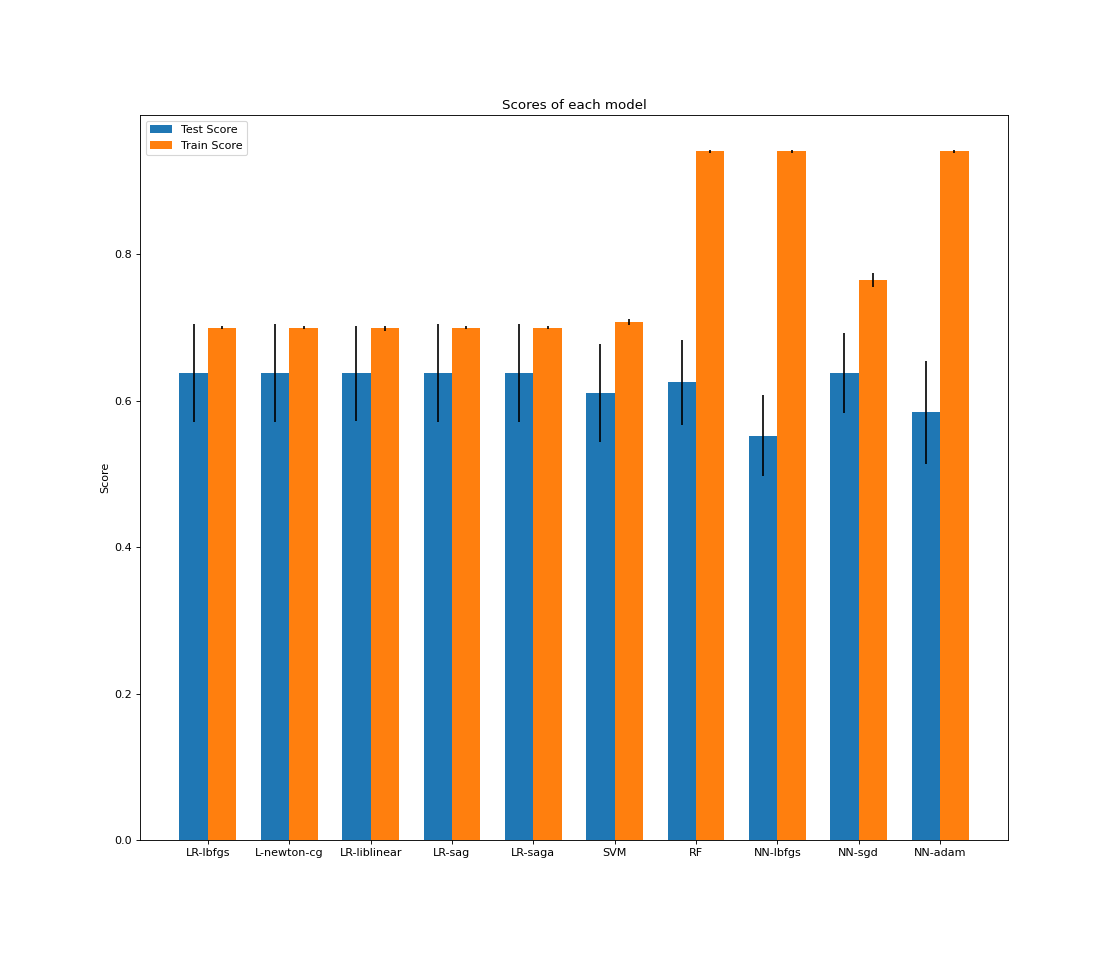 Scores of each model
Test Score
Train Score
Score
0.8
0.6
0.4
0.2
0.0
LR-lbfgs L-newton-cg LR-liblinear LR-sag LR-saga SVM RF NN-lbfgs NN-sgd NN-adam